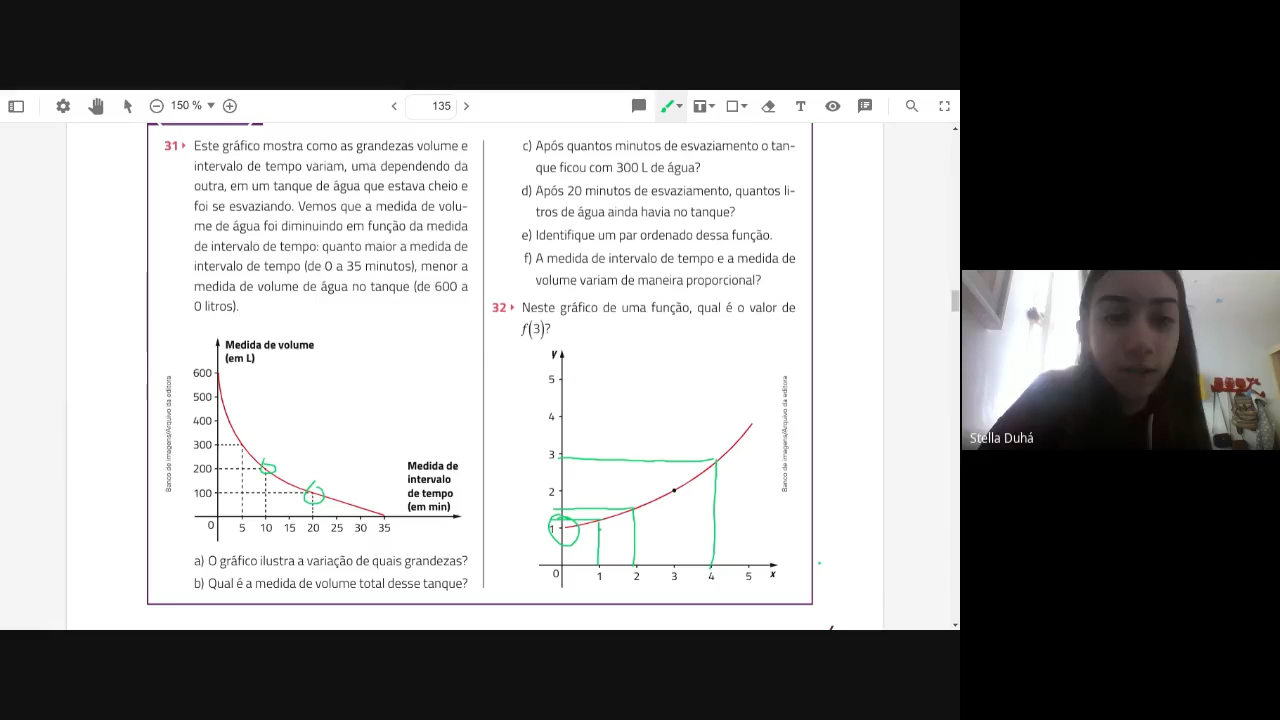 150 %
135
31 Este gráfico mostra como as grandezas volume e
intervalo de tempo variam, uma dependendo da
outra, em um tanque de água que estava cheio e
foi se esvaziando. Vemos que a medida de volu-
me de água foi diminuindo em função da medida
de intervalo de tempo: quanto maior a medida de
intervalo de tempo (de 0 a 35 minutos), menor a
medida de volume de água no tanque (de 600 a
0 litros).
Medida de volume
(em L)
600
500
400
300
200
100
0 5 10 15 20 25 30 35
Medida de
intervalo
de tempo
(em min)
Banco de imagens/Arquivo da editora
a) O gráfico ilustra a variação de quais grandezas?
b) Qual é a medida de volume total desse tanque?
c) Após quantos minutos de esvaziamento o tan-
que ficou com 300 L de água?
d) Após 20 minutos de esvaziamento, quantos li-
tros de água ainda havia no tanque?
e) Identifique um par ordenado dessa função.
f) A medida de intervalo de tempo e a medida de
volume variam de maneira proporcional?
32 Neste gráfico de uma função, qual é o valor de
f(3)?
y
5
4
3
2
1
0 1 2 3 4 5 x
Banco de imagens/Arquivo da editora
Stella Duhá